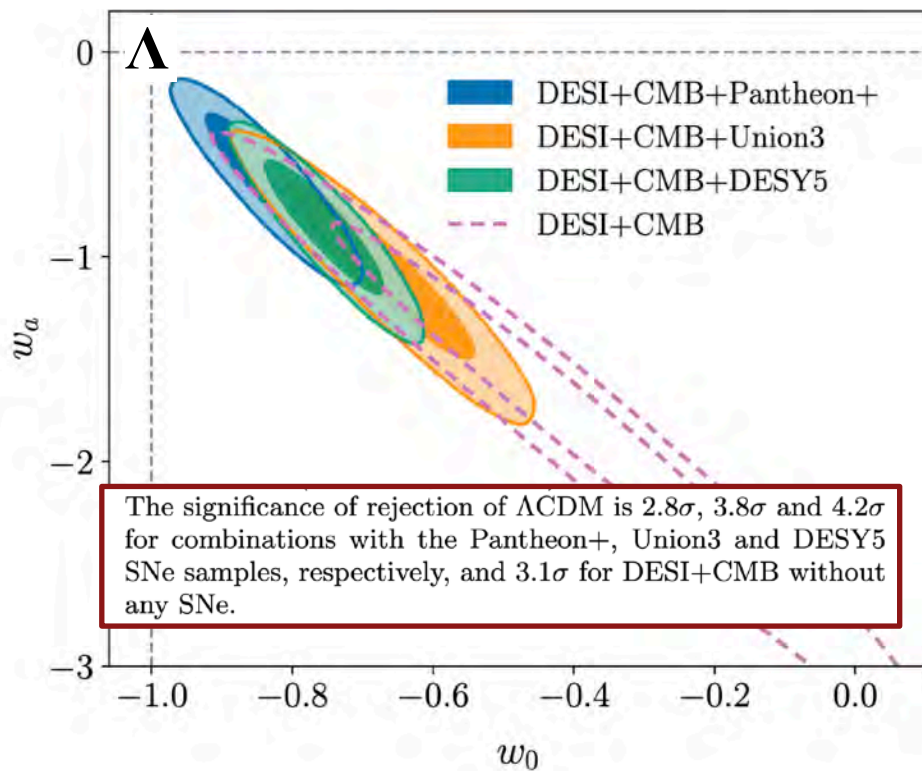 0
Λ
DESI+CMB+Pantheon+
DESI+CMB+Union3
DESI+CMB+DESY5
DESI+CMB
−1
w_a
−2
The significance of rejection of ΛCDM is 2.8σ, 3.8σ and 4.2σ
for combinations with the Pantheon+, Union3 and DESY5
SNe samples, respectively, and 3.1σ for DESI+CMB without
any SNe.
−3
−1.0 −0.8 −0.6 −0.4 −0.2 0.0
w_0